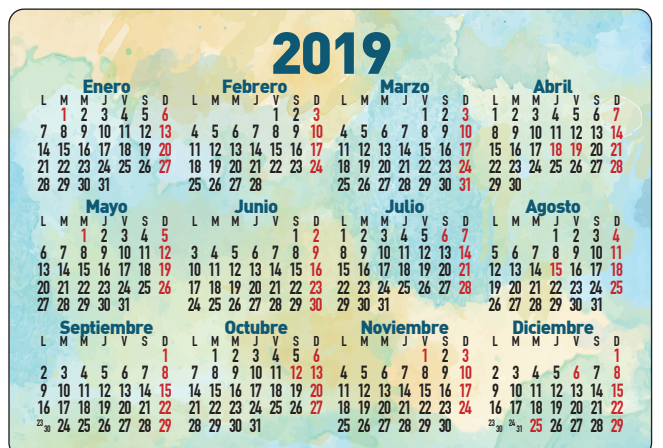 2019
Enero Febrero Marzo Abril
L M M J V S D L M M J V S D L M M J V S D L M M J V S D
1 2 3 4 5 6 1 2 3 1 2 3 1 2 3 4 5 6 7
7 8 9 10 11 12 13 4 5 6 7 8 9 10 4 5 6 7 8 9 10 8 9 10 11 12 13 14
14 15 16 17 18 19 20 11 12 13 14 15 16 17 11 12 13 14 15 16 17 15 16 17 18 19 20 21
21 22 23 24 25 26 27 18 19 20 21 22 23 24 18 19 20 21 22 23 24 22 23 24 25 26 27 28
28 29 30 31 25 26 27 28 25 26 27 28 29 30 31 29 30
Mayo Junio Julio Agosto
L M M J V S D L M M J V S D L M M J V S D L M M J V S D
1 2 3 4 5 1 2 1 2 3 4 5 6 7 1 2 3 4
6 7 8 9 10 11 12 3 4 5 6 7 8 9 8 9 10 11 12 13 14 5 6 7 8 9 10 11
13 14 15 16 17 18 19 10 11 12 13 14 15 16 15 16 17 18 19 20 21 12 13 14 15 16 17 18
20 21 22 23 24 25 26 17 18 19 20 21 22 23 22 23 24 25 26 27 28 19 20 21 22 23 24 25
27 28 29 30 31 24 25 26 27 28 29 30 29 30 31 26 27 28 29 30 31
Septiembre Octubre Noviembre Diciembre
L M M J V S D L M M J V S D L M M J V S D L M M J V S D
1 1 2 3 4 5 6 1 2 3 1
2 3 4 5 6 7 8 7 8 9 10 11 12 13 4 5 6 7 8 9 10 2 3 4 5 6 7 8
9 10 11 12 13 14 15 14 15 16 17 18 19 20 11 12 13 14 15 16 17 9 10 11 12 13 14 15
16 17 18 19 20 21 22 21 22 23 24 25 26 27 18 19 20 21 22 23 24 16 17 18 19 20 21 22
23 30 24 25 26 27 28 29 28 29 30 31 25 26 27 28 29 30 23 30 24 31 25 26 27 28 29